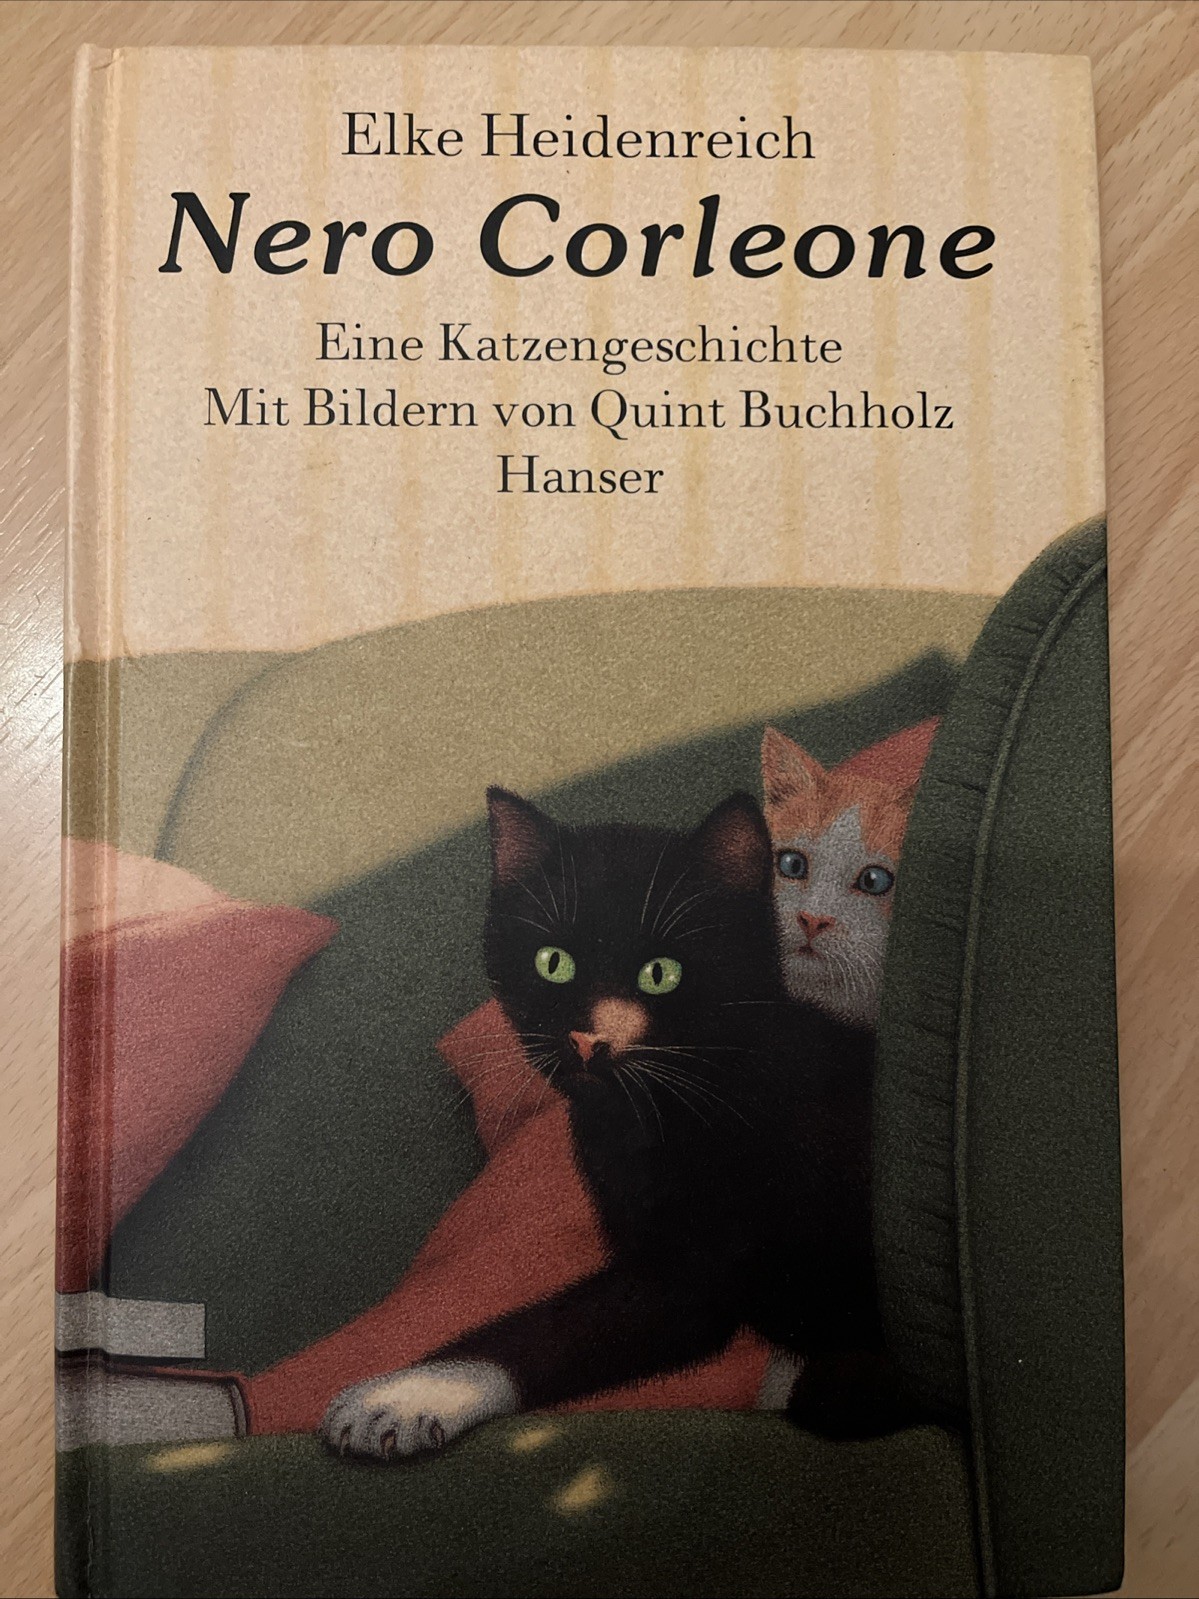 Elke Heidenreich
Nero Corleone
Eine Katzengeschichte
Mit Bildern von Quint Buchholz
Hanser